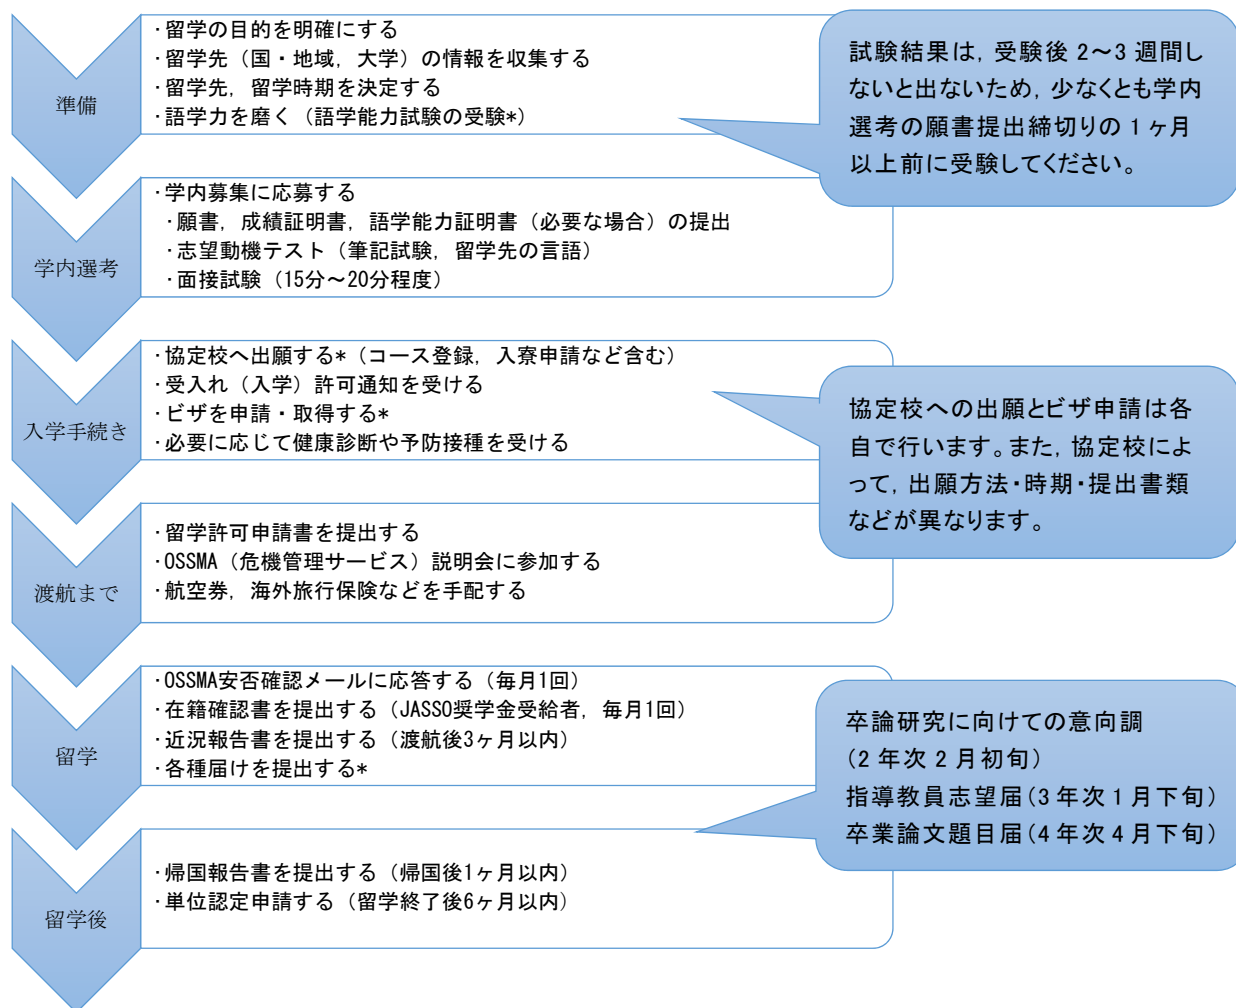 準備
・留学の目的を明確にする
・留学先（国・地域，大学）の情報を収集する
・留学先，留学時期を決定する
・語学力を磨く（語学能力試験の受験*）
試験結果は，受験後 2～3 週間し
ないと出ないため，少なくとも学内
選考の願書提出締切りの 1 ヶ月
以上前に受験してください。
学内選考
・学内募集に応募する
・願書，成績証明書，語学能力証明書（必要な場合）の提出
・志望動機テスト（筆記試験，留学先の言語）
・面接試験（15分～20分程度）
入学手続き
・協定校へ出願する*（コース登録，入寮申請など含む）
・受入れ（入学）許可通知を受ける
・ビザを申請・取得する*
・必要に応じて健康診断や予防接種を受ける
協定校への出願とビザ申請は各
自で行います。また，協定校によ
って，出願方法・時期・提出書類
などが異なります。
渡航まで
・留学許可申請書を提出する
・OSSMA（危機管理サービス）説明会に参加する
・航空券，海外旅行保険などを手配する
留学
・OSSMA安否確認メールに応答する（毎月1回）
・在籍確認書を提出する（JASSO奨学金受給者，毎月1回）
・近況報告書を提出する（渡航後3ヶ月以内）
・各種届けを提出する*
卒論研究に向けての意向調
(2 年次 2 月初旬)
指導教員志望届(3 年次 1 月下旬)
卒業論文題目届(4 年次 4 月下旬)
留学後
・帰国報告書を提出する（帰国後1ヶ月以内）
・単位認定申請する（留学終了後6ヶ月以内）